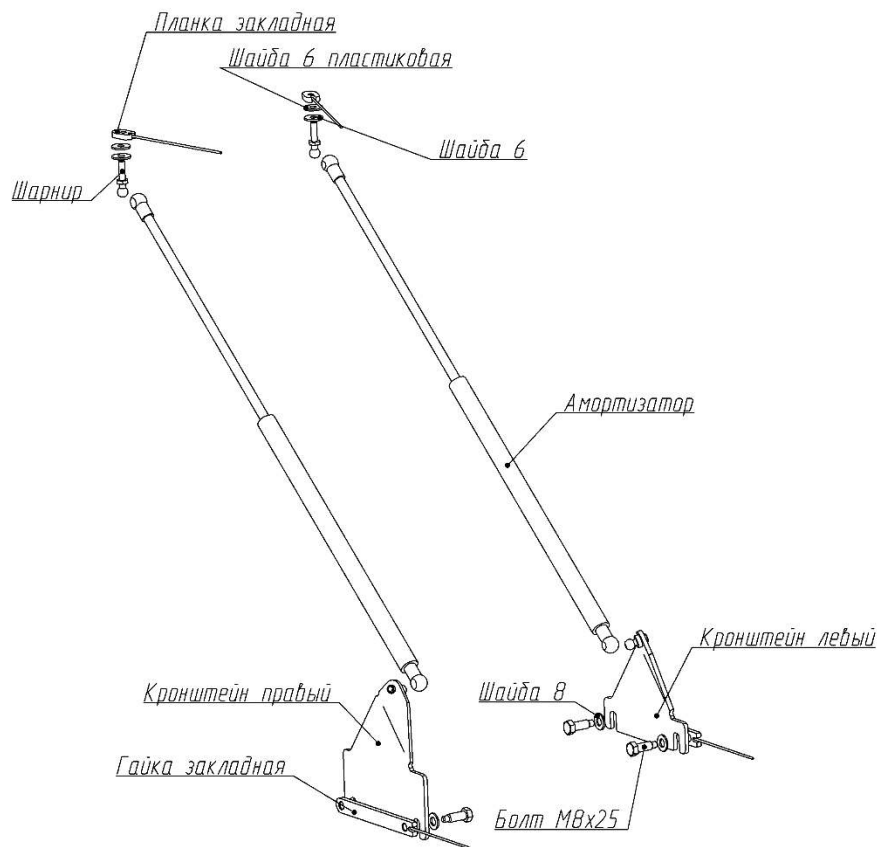 Планка закладная
Шайба 6 пластиковая
Шайба 6
Шарнир
Амортизатор
Кронштейн левый
Кронштейн правый
Шайба 8
Гайка закладная
Болт М8х25